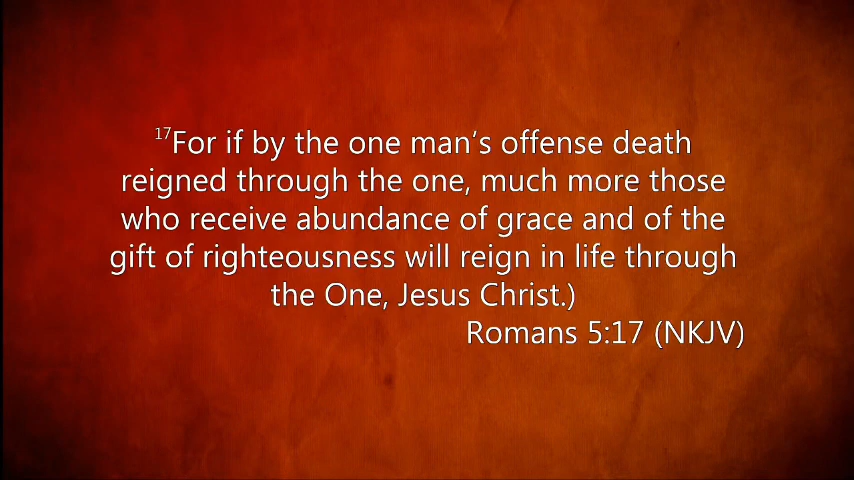 17For if by the one man's offense death
reigned through the one, much more those
who receive abundance of grace and of the
gift of righteousness will reign in life through
the One, Jesus Christ.)
Romans 5:17 (NKJV)